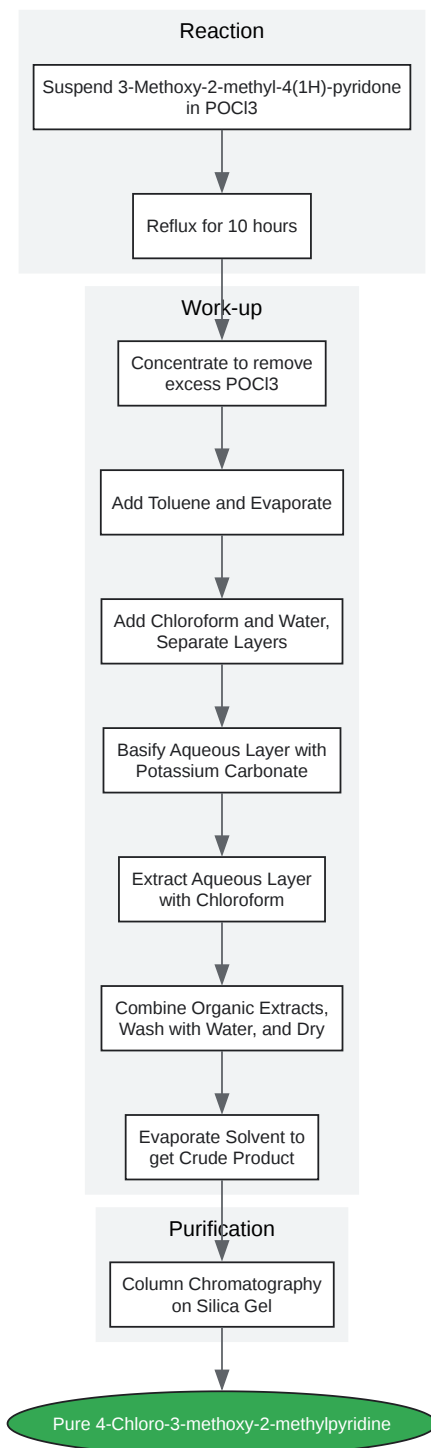 Reaction
Suspend 3-Methoxy-2-methyl-4(1H)-pyridone
in POCl3
Reflux for 10 hours
Work-up
Concentrate to remove
excess POCl3
Add Toluene and Evaporate
Add Chloroform and Water,
Separate Layers
Basify Aqueous Layer with
Potassium Carbonate
Extract Aqueous Layer
with Chloroform
Combine Organic Extracts,
Wash with Water, and Dry
Evaporate Solvent to
get Crude Product
Purification
Column Chromatography
on Silica Gel
Pure 4-Chloro-3-methoxy-2-methylpyridine